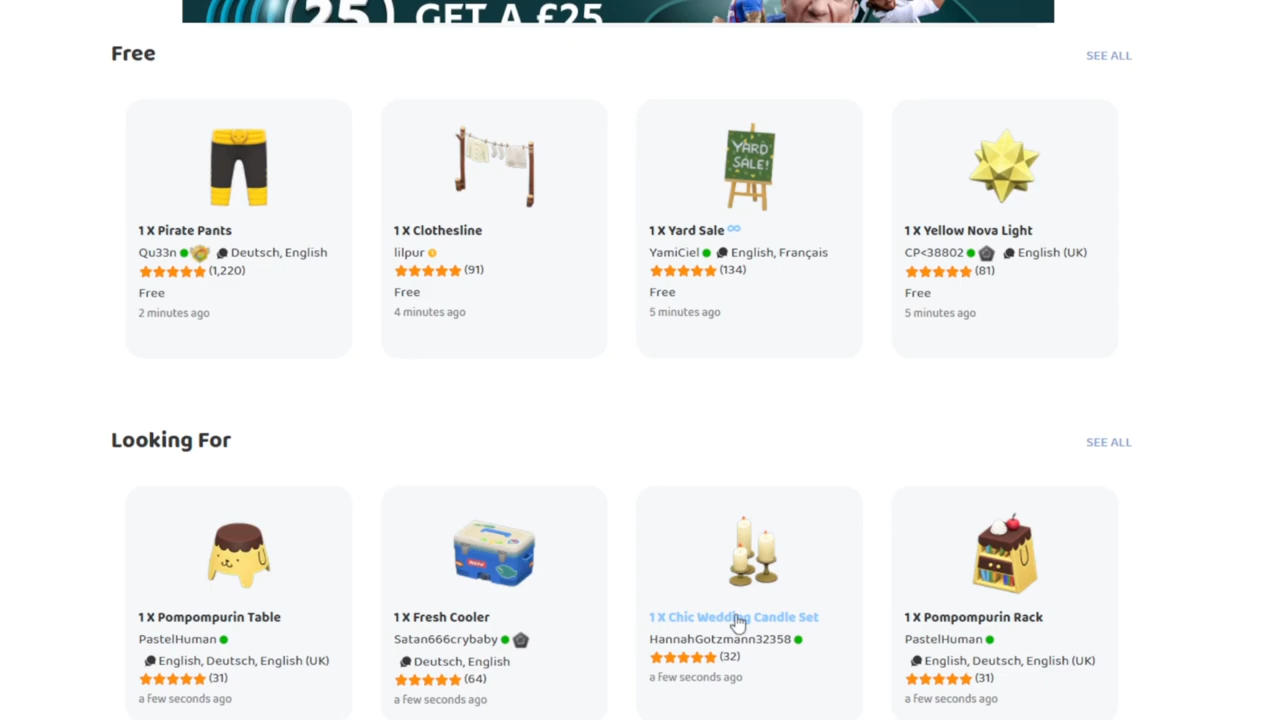 (25) GET A £25
Free
SEE ALL
YARD
SALE!
1 X Pirate Pants
Qu33n Deutsch, English
(1,220)
Free
2 minutes ago
1 X Clothesline
lilpur
(91)
Free
4 minutes ago
1 X Yard Sale ∞
YamiCiel English, Français
(134)
Free
5 minutes ago
1 X Yellow Nova Light
CP<38802 English (UK)
(81)
Free
5 minutes ago
Looking For
SEE ALL
1 X Pompompurin Table
PastelHuman
English, Deutsch, English (UK)
(31)
a few seconds ago
1 X Fresh Cooler
Satan666crybaby
Deutsch, English
(64)
a few seconds ago
1 X Chic Wedding Candle Set
HannahGotzmann32358
(32)
a few seconds ago
1 X Pompompurin Rack
PastelHuman
English, Deutsch, English (UK)
(31)
a few seconds ago